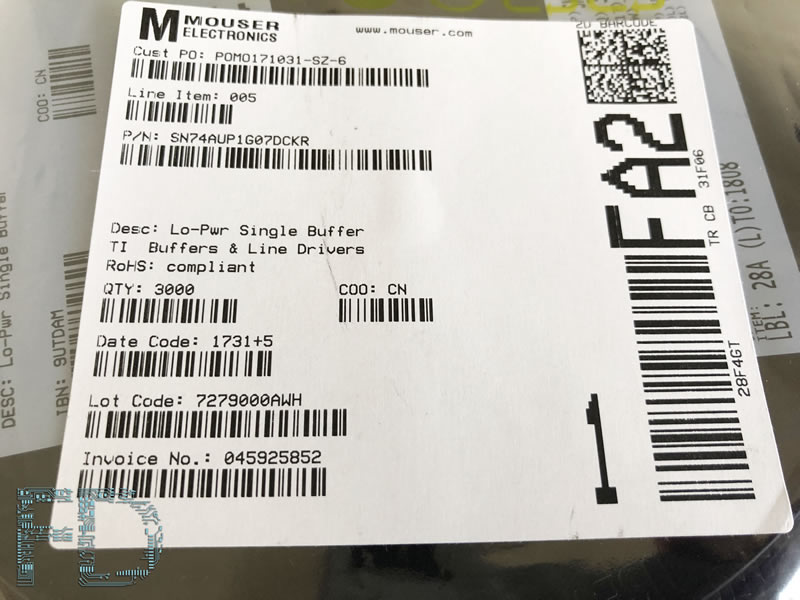 MOUSER
ELECTRONICS
www.mouser.com
2D BARCODE
Cust PO: POMO171031-SZ-6
Line Item: 005
P/N: SN74AUP1G07DCKR
Desc: Lo-Pwr Single Buffer
TI Buffers & Line Drivers
RoHS: compliant
QTY: 3000
COO: CN
Date Code: 1731+5
Lot Code: 7279000AWH
Invoice No.: 045925852
FA2
TR CB 31F06
28F4GT
1
COO: CN
DESC: Lo-Pwr Single Buffer
IBN: 9UTDAM
ITEM:
LBL: 28A (L)TO:1808